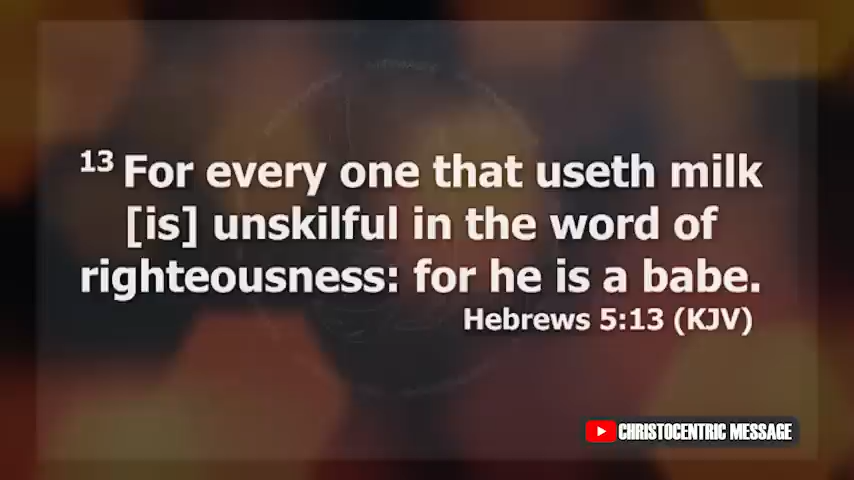 13 For every one that useth milk
[is] unskilful in the word of
righteousness: for he is a babe.
Hebrews 5:13 (KJV)
CHRISTOCENTRIC MESSAGE